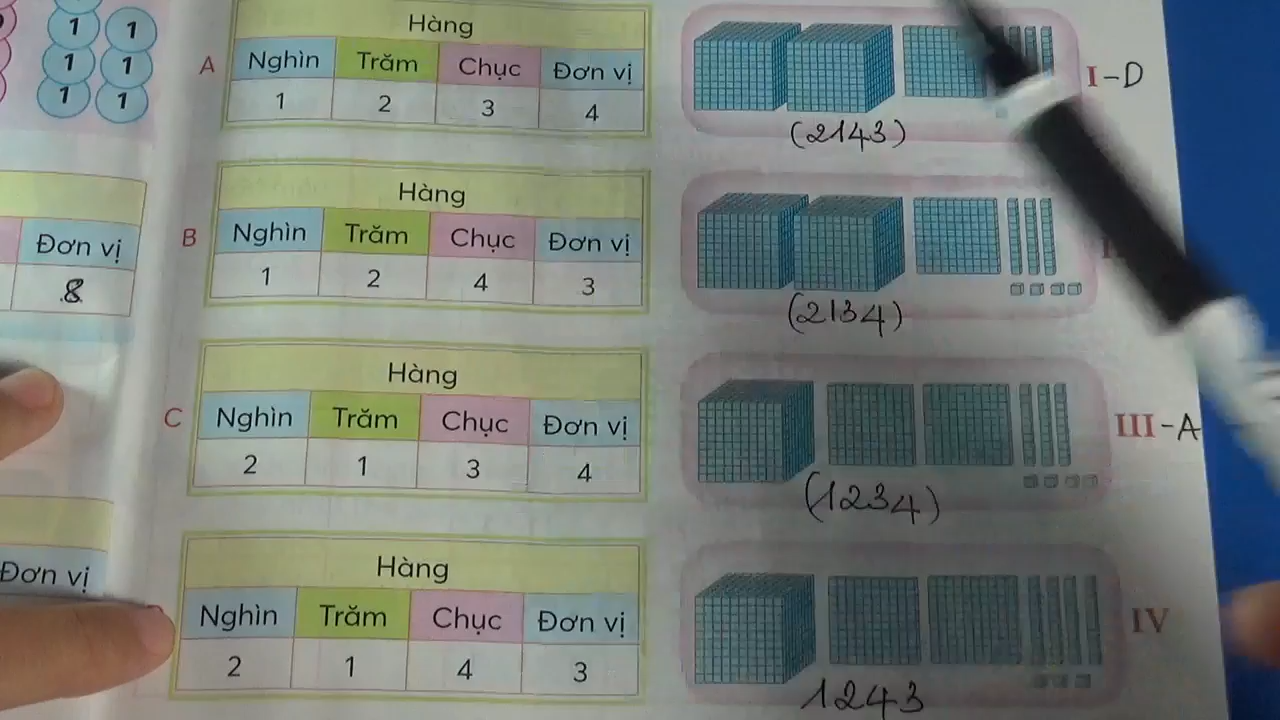 1 1
1 1
1 1
Đơn vị
8
Đơn vị
A
Hàng
Nghìn Trăm Chục Đơn vị
1 2 3 4
I-D
(2143)
B
Hàng
Nghìn Trăm Chục Đơn vị
1 2 4 3
(2134)
C
Hàng
Nghìn Trăm Chục Đơn vị
2 1 3 4
III-A
(1234)
Hàng
Nghìn Trăm Chục Đơn vị
2 1 4 3
IV
1243